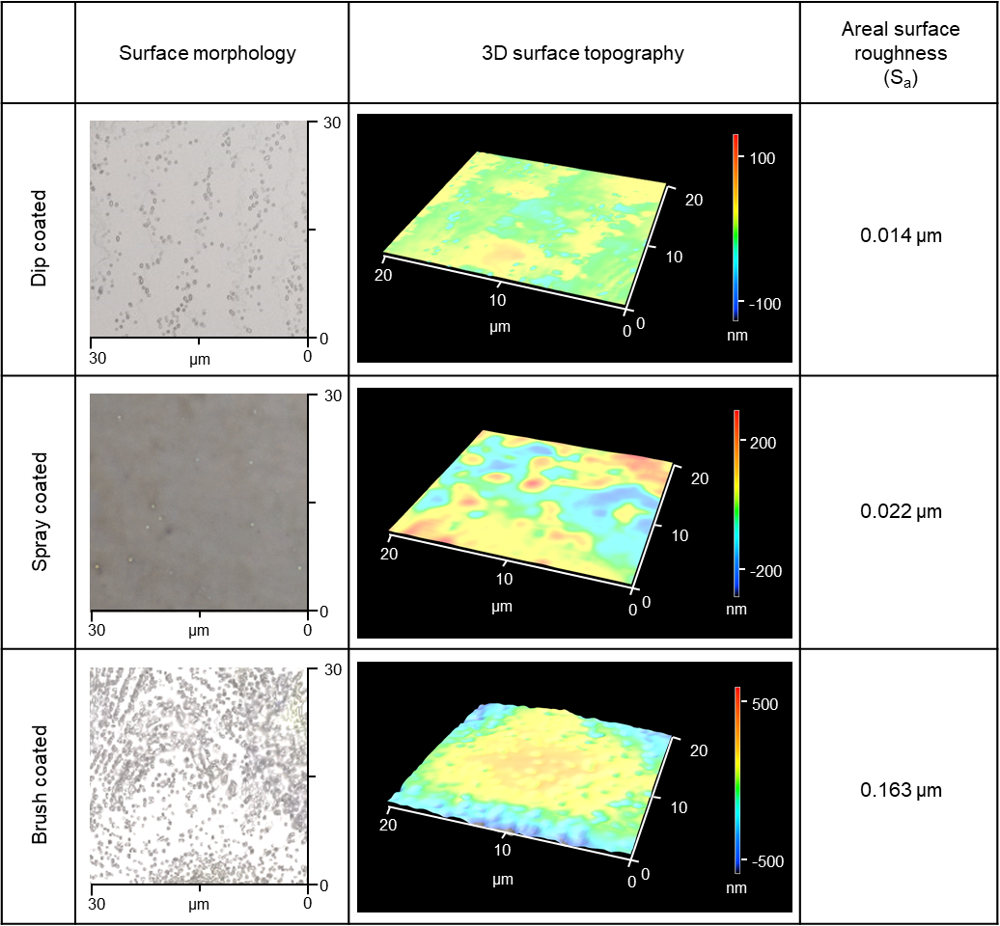 Surface morphology
3D surface topography
Areal surface
roughness
(Sa)
Dip coated
30
0
30
µm
0
20
10
µm
0
0
10
20
100
-100
nm
0.014 µm
Spray coated
30
0
30
µm
0
20
10
µm
0
0
10
20
200
-200
nm
0.022 µm
Brush coated
30
0
30
µm
0
20
10
µm
0
0
10
20
500
-500
nm
0.163 µm